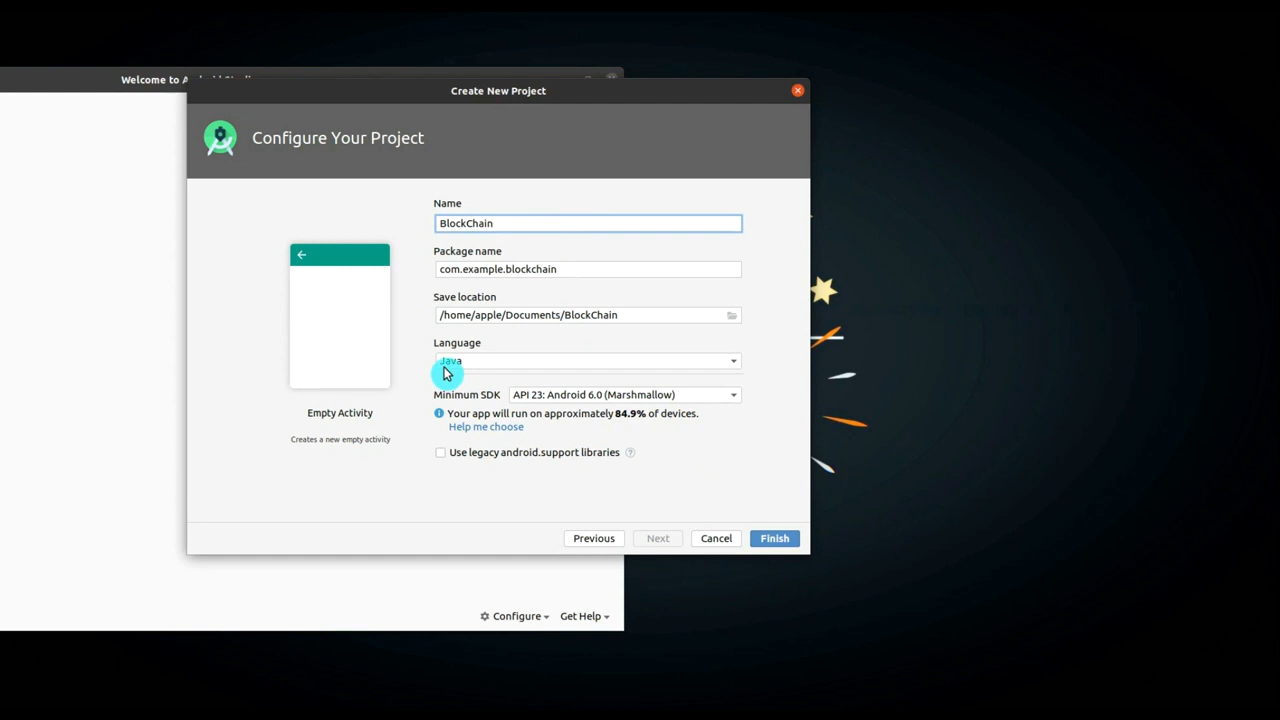 Welcome to A
Create New Project
Configure Your Project
Name
BlockChain
Package name
com.example.blockchain
Save location
/home/apple/Documents/BlockChain
Language
Java
Minimum SDK API 23: Android 6.0 (Marshmallow)
Your app will run on approximately 84.9% of devices.
Help me choose
Use legacy android.support libraries ?
Empty Activity
Creates a new empty activity
Previous Next Cancel Finish
Configure Get Help